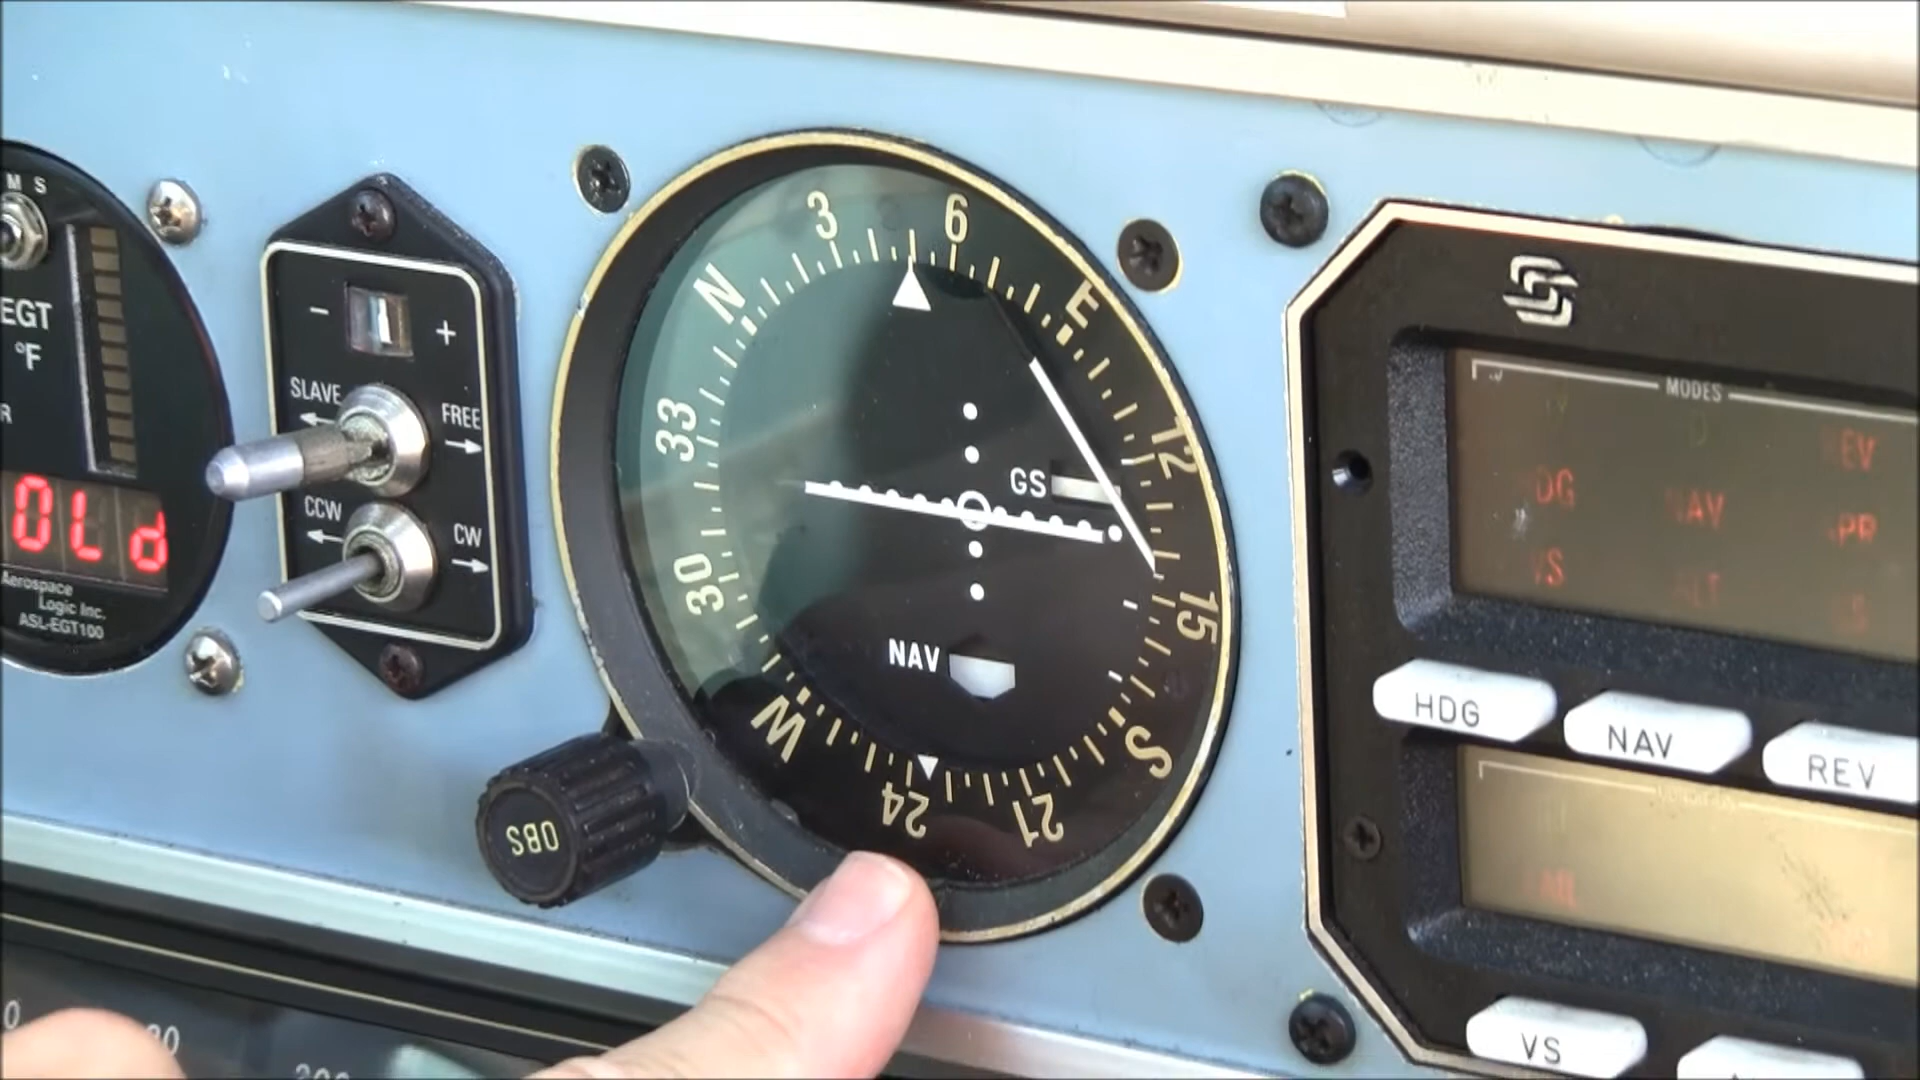 M S
EGT
°F
R
OLd
Aerospace
Logic Inc.
ASL-EGT100
- +
SLAVE
FREE
CCW
CW
N 3 6 E 12 15 S 21 24 W 30 33
GS
NAV
OBS
MODES
HDG NAV REV
VS